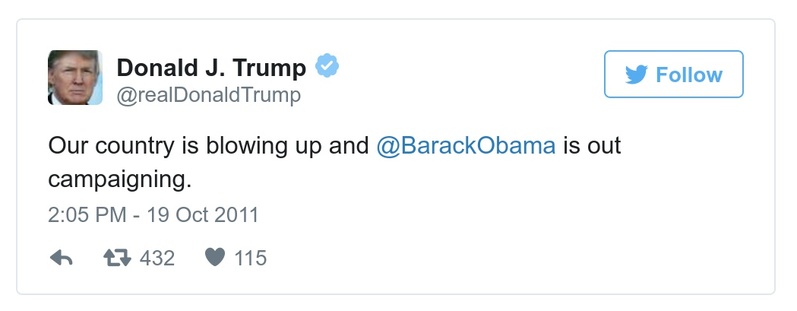 Donald J. Trump
@realDonaldTrump
Follow
Our country is blowing up and @BarackObama is out
campaigning.
2:05 PM - 19 Oct 2011
432 115